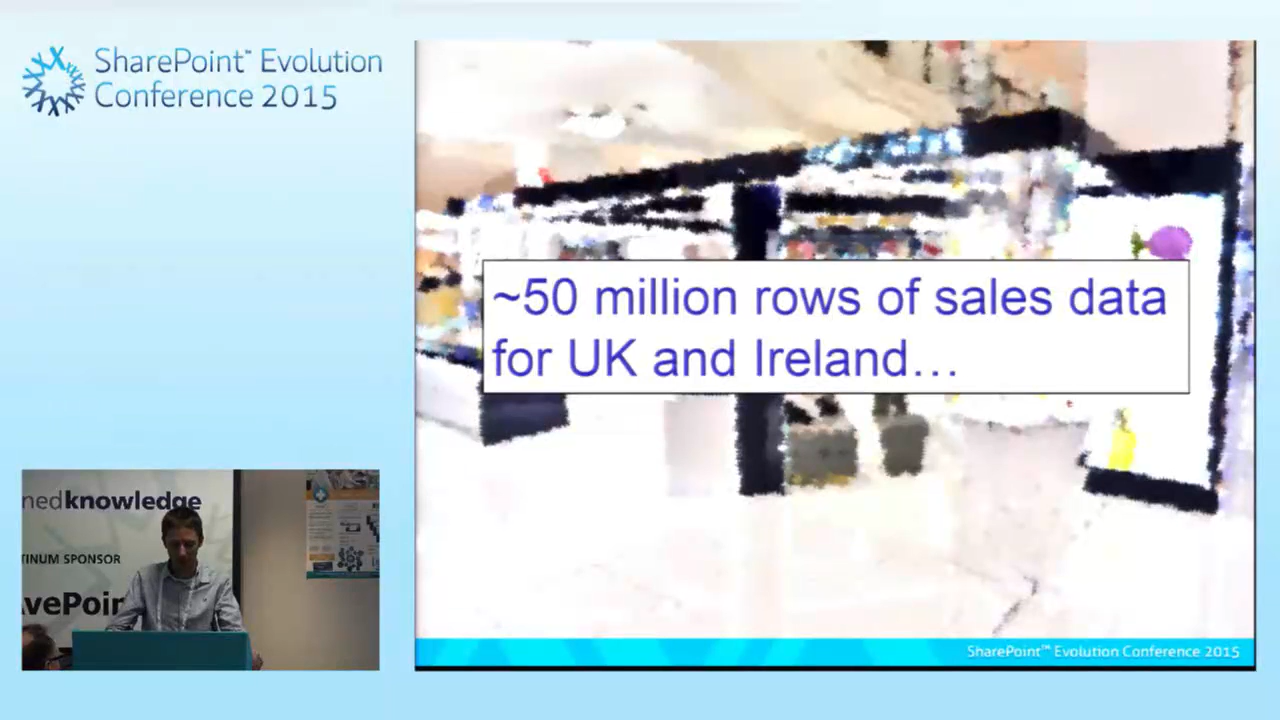 SharePoint™ Evolution
Conference 2015
~50 million rows of sales data
for UK and Ireland…
nedknowledge
TINUM SPONSOR
AvePoin
SharePoint™ Evolution Conference 2015